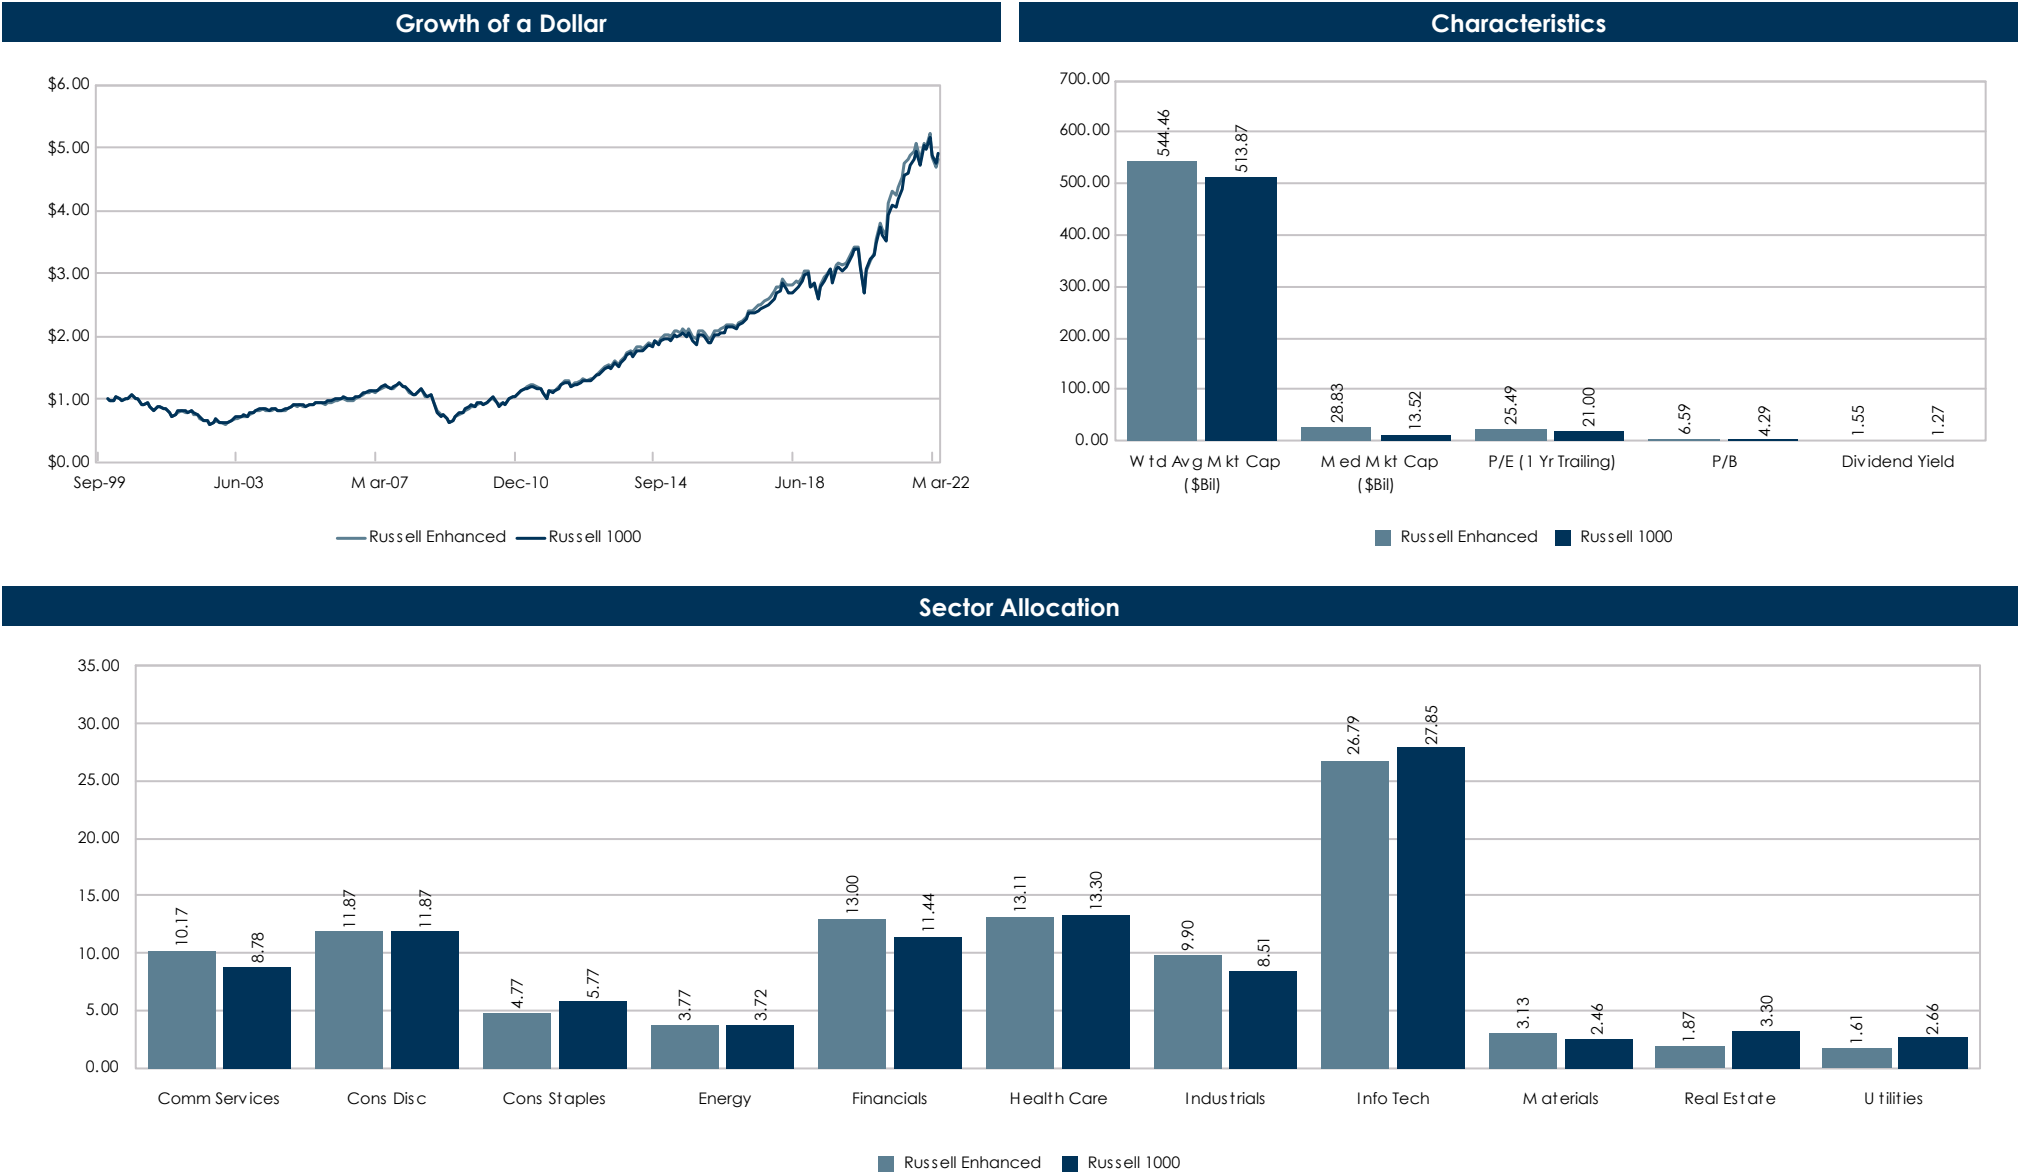 Growth of a Dollar
$6.00
$5.00
$4.00
$3.00
$2.00
$1.00
$0.00
Sep-99 Jun-03 Mar-07 Dec-10 Sep-14 Jun-18 Mar-22
Russell Enhanced Russell 1000
Characteristics
700.00
600.00
500.00
400.00
300.00
200.00
100.00
0.00
544.46 513.87 28.83 13.52 25.49 21.00 6.59 4.29 1.55 1.27
Wtd Avg Mkt Cap Med Mkt Cap P/E (1 Yr Trailing) P/B Dividend Yield
($Bil) ($Bil)
Russell Enhanced Russell 1000
Sector Allocation
35.00
30.00
25.00
20.00
15.00
10.00
5.00
0.00
10.17 8.78 11.87 11.87 4.77 5.77 3.77 3.72 13.00 11.44 13.11 13.30 9.90 8.51 26.79 27.85 3.13 2.46 1.87 3.30 1.61 2.66
Comm Services Cons Disc Cons Staples Energy Financials Health Care Industrials Info Tech Materials Real Estate Utilities
Russell Enhanced Russell 1000